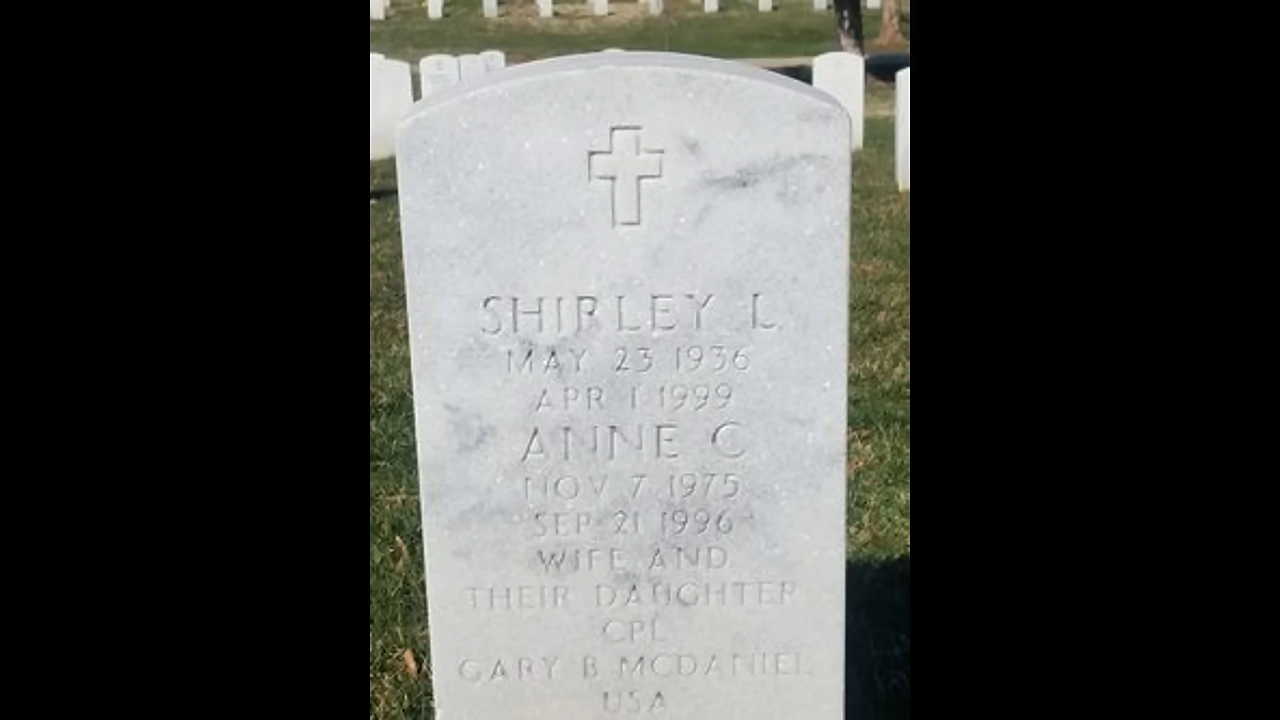 SHIRLEY L
MAY 23 1936
APR 1 1999
ANNE C
NOV 7 1975
SEP 21 1996
WIFE AND
THEIR DAUGHTER
CPL
GARY B MCDANIEL
USA